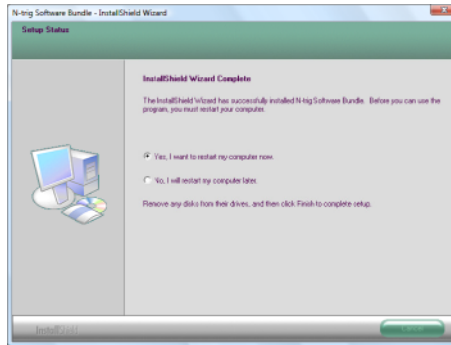 N-trig Software Bundle - InstallShield Wizard
Setup Status
InstallShield Wizard Complete
The InstallShield Wizard has successfully installed N-trig Software Bundle. Before you can use the
program, you must restart your computer.
Yes, I want to restart my computer now.
No, I will restart my computer later.
Remove any disks from their drives, and then click Finish to complete setup.
InstallShield